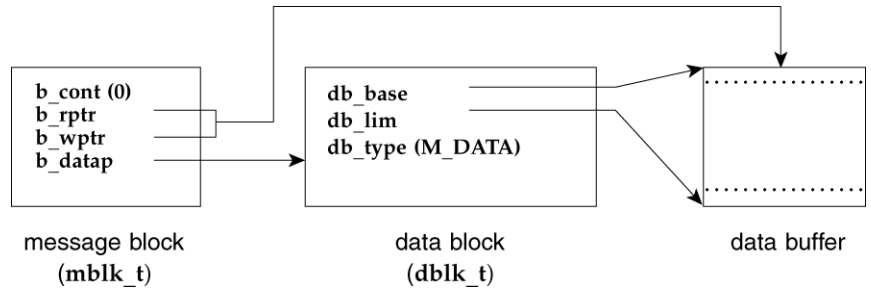 b_cont (0)
b_rptr
b_wptr
b_datap
db_base
db_lim
db_type (M_DATA)
message block
(mblk_t)
data block
(dblk_t)
data buffer